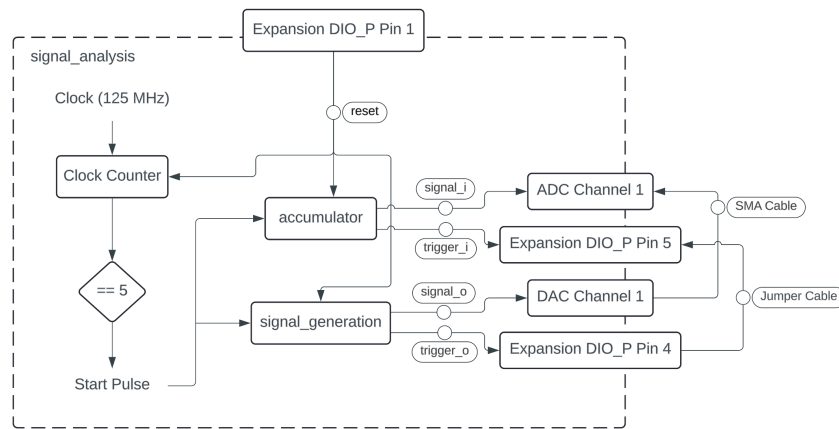 Expansion DIO_P Pin 1
signal_analysis
Clock (125 MHz)
reset
Clock Counter
signal_i
ADC Channel 1
SMA Cable
accumulator
trigger_i
Expansion DIO_P Pin 5
== 5
signal_o
DAC Channel 1
Jumper Cable
signal_generation
trigger_o
Expansion DIO_P Pin 4
Start Pulse